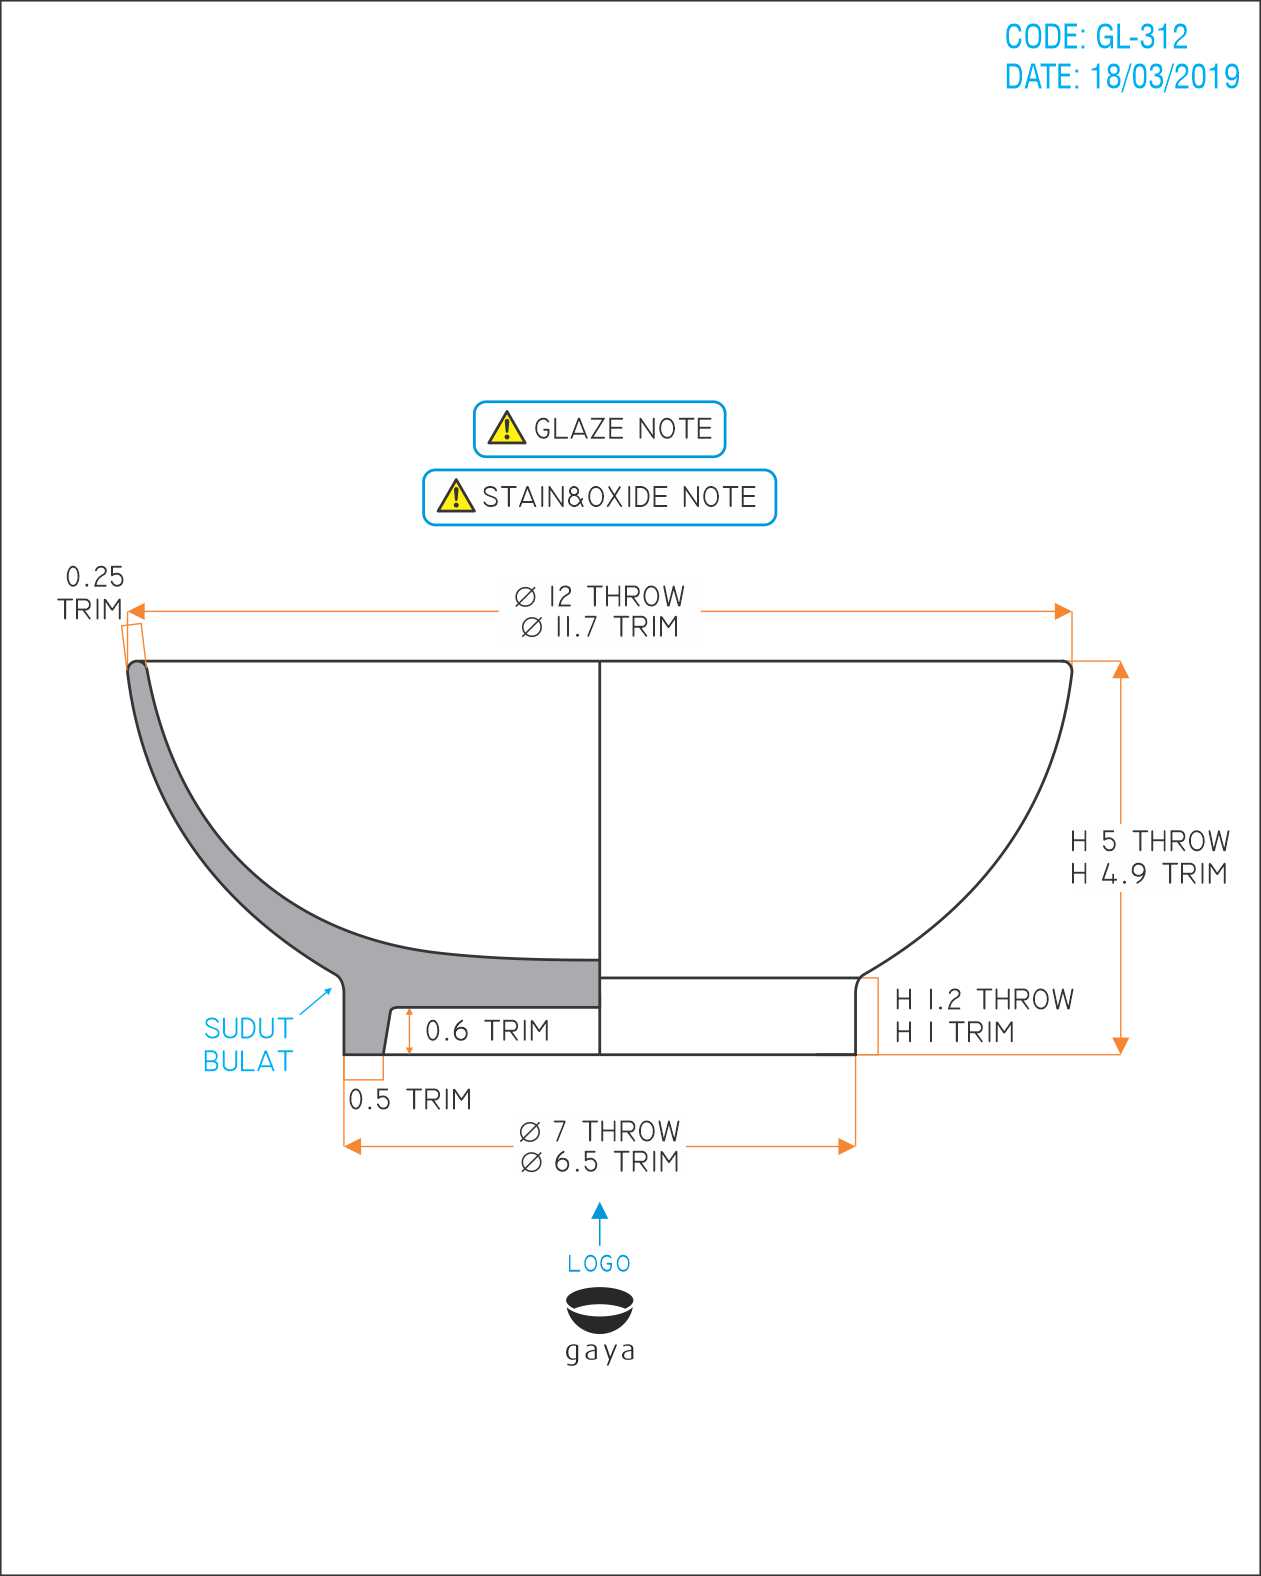 CODE: GL-312
DATE: 18/03/2019
GLAZE NOTE
STAIN&OXIDE NOTE
0.25
TRIM
Ø 12 THROW
Ø 11.7 TRIM
H 5 THROW
H 4.9 TRIM
H 1.2 THROW
H 1 TRIM
SUDUT
BULAT
0.6 TRIM
0.5 TRIM
Ø 7 THROW
Ø 6.5 TRIM
LOGO
gaya